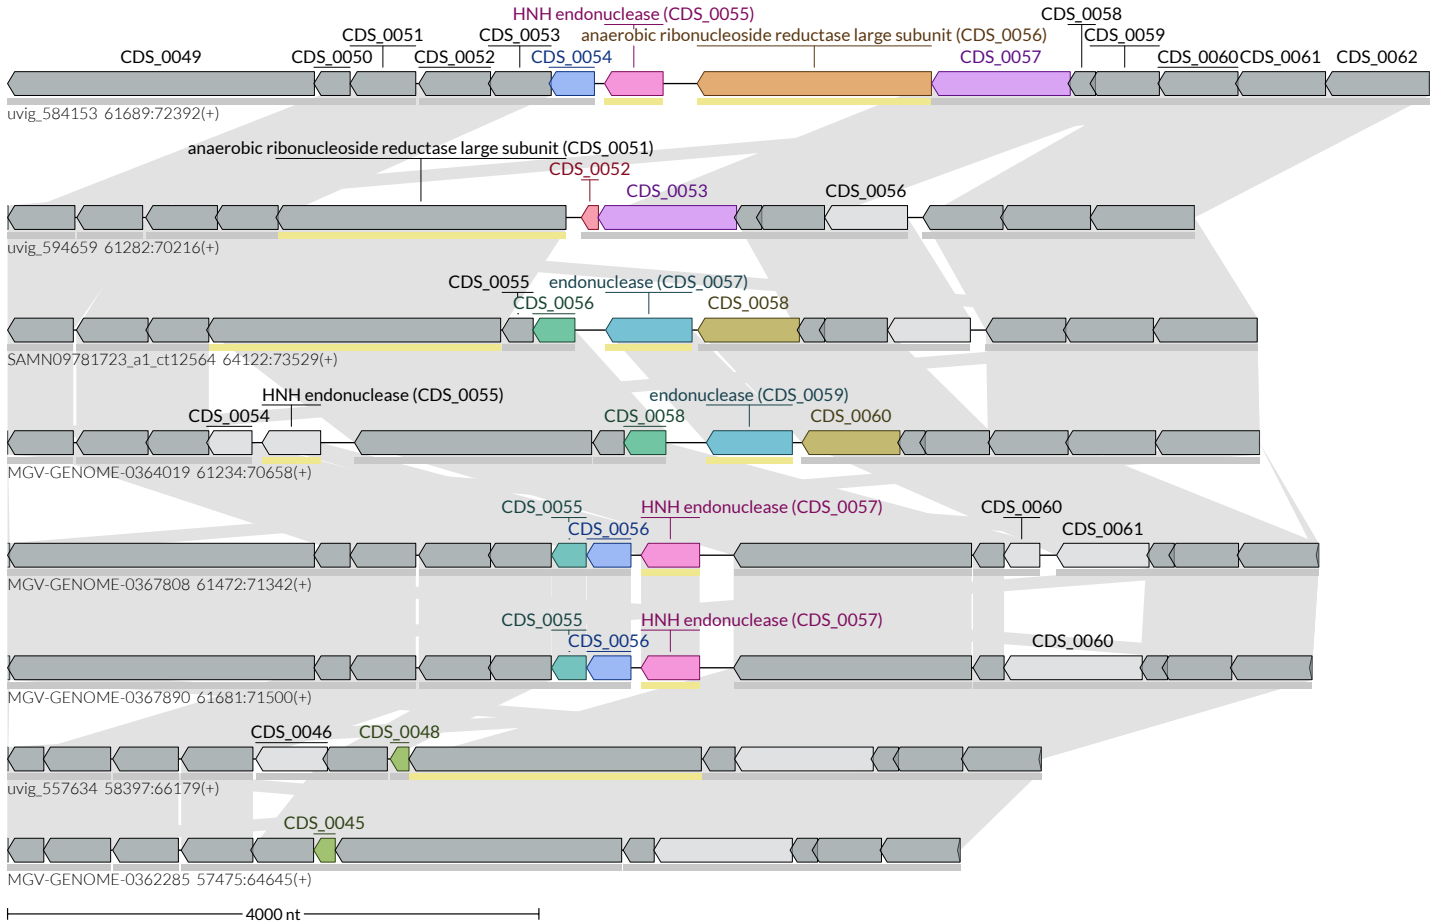 HNH endonuclease (CDS_0055)
CDS_0058
CDS_0051
CDS_0053
anaerobic ribonucleoside reductase large subunit (CDS_0056)
CDS_0059
CDS_0049
CDS_0050
CDS_0052
CDS_0054
CDS_0057
CDS_0060
CDS_0061
CDS_0062
uvig_584153 61689:72392(+)
anaerobic ribonucleoside reductase large subunit (CDS_0051)
CDS_0052
CDS_0053
CDS_0056
uvig_594659 61282:70216(+)
CDS_0055
endonuclease (CDS_0057)
CDS_0056
CDS_0058
SAMN09781723_a1_ct12564 64122:73529(+)
HNH endonuclease (CDS_0055)
endonuclease (CDS_0059)
CDS_0054
CDS_0058
CDS_0060
MGV-GENOME-0364019 61234:70658(+)
CDS_0055
HNH endonuclease (CDS_0057)
CDS_0060
CDS_0056
CDS_0061
MGV-GENOME-0367808 61472:71342(+)
CDS_0055
HNH endonuclease (CDS_0057)
CDS_0056
CDS_0060
MGV-GENOME-0367890 61681:71500(+)
CDS_0046
CDS_0048
uvig_557634 58397:66179(+)
CDS_0045
MGV-GENOME-0362285 57475:64645(+)
4000 nt